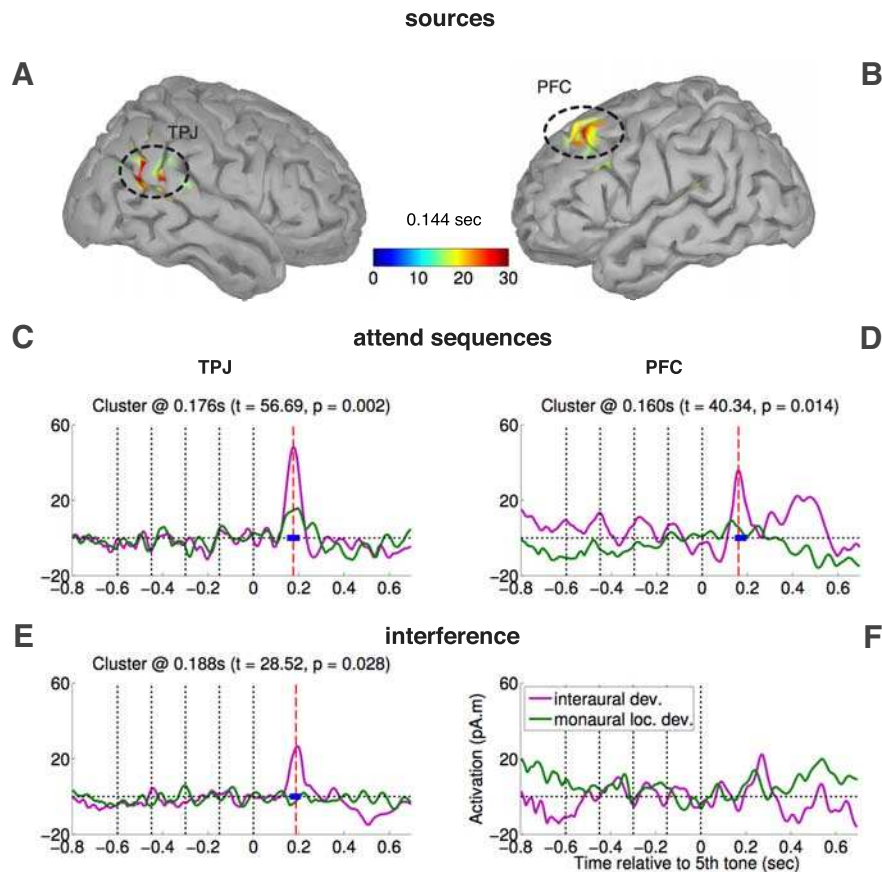 sources
A
B
PFC
TPJ
0.144 sec
0 10 20 30
C
attend sequences
D
TPJ
PFC
Cluster @ 0.176s (t = 56.69, p = 0.002)
Cluster @ 0.160s (t = 40.34, p = 0.014)
60
20
−20
−0.8 −0.6 −0.4 −0.2 0 0.2 0.4 0.6
60
20
−20
−0.8 −0.6 −0.4 −0.2 0 0.2 0.4 0.6
E
interference
F
Cluster @ 0.188s (t = 28.52, p = 0.028)
60
20
−20
−0.8 −0.6 −0.4 −0.2 0 0.2 0.4 0.6
60
20
−20
interaural dev.
monaural loc. dev.
Activation (pA.m)
−0.8 −0.6 −0.4 −0.2 0 0.2 0.4 0.6
Time relative to 5th tone (sec)